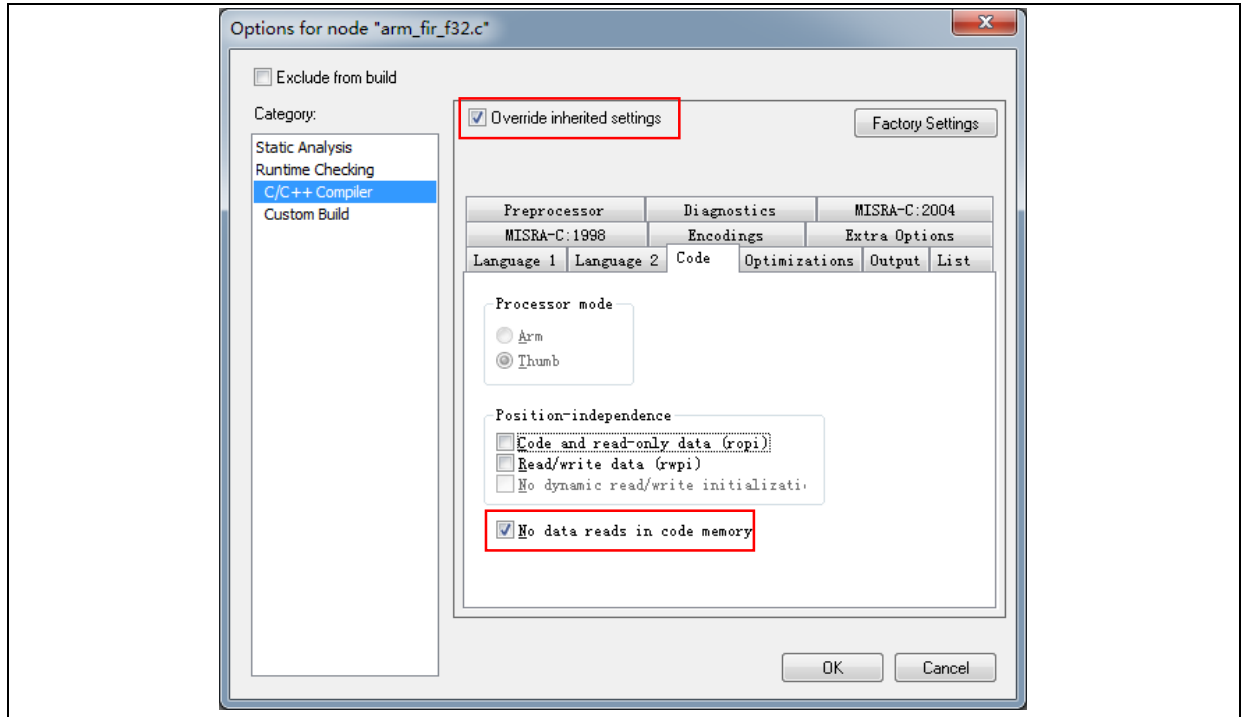 Options for node "arm_fir_f32.c"
Exclude from build
Category:
Static Analysis
Runtime Checking
C/C++ Compiler
Custom Build
Override inherited settings
Factory Settings
Preprocessor Diagnostics MISRA-C:2004
MISRA-C:1998 Encodings Extra Options
Language 1 Language 2 Code Optimizations Output List
Processor mode
Arm
Thumb
Position-independence
Code and read-only data (ropi)
Read/write data (rwpi)
No dynamic read/write initializati
No data reads in code memory
OK Cancel